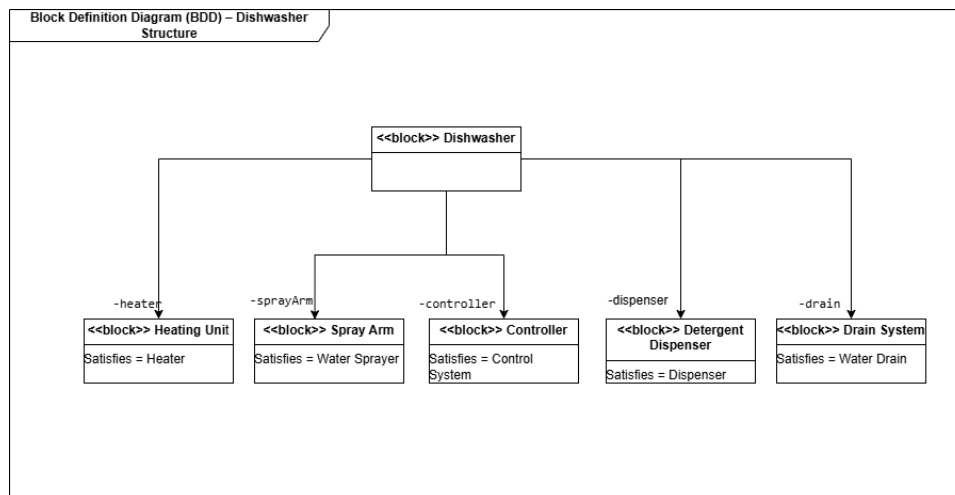 Block Definition Diagram (BDD) – Dishwasher
Structure
<<block>> Dishwasher
-heater
-sprayArm
-controller
-dispenser
-drain
<<block>> Heating Unit
Satisfies = Heater
<<block>> Spray Arm
Satisfies = Water Sprayer
<<block>> Controller
Satisfies = Control
System
<<block>> Detergent
Dispenser
Satisfies = Dispenser
<<block>> Drain System
Satisfies = Water Drain